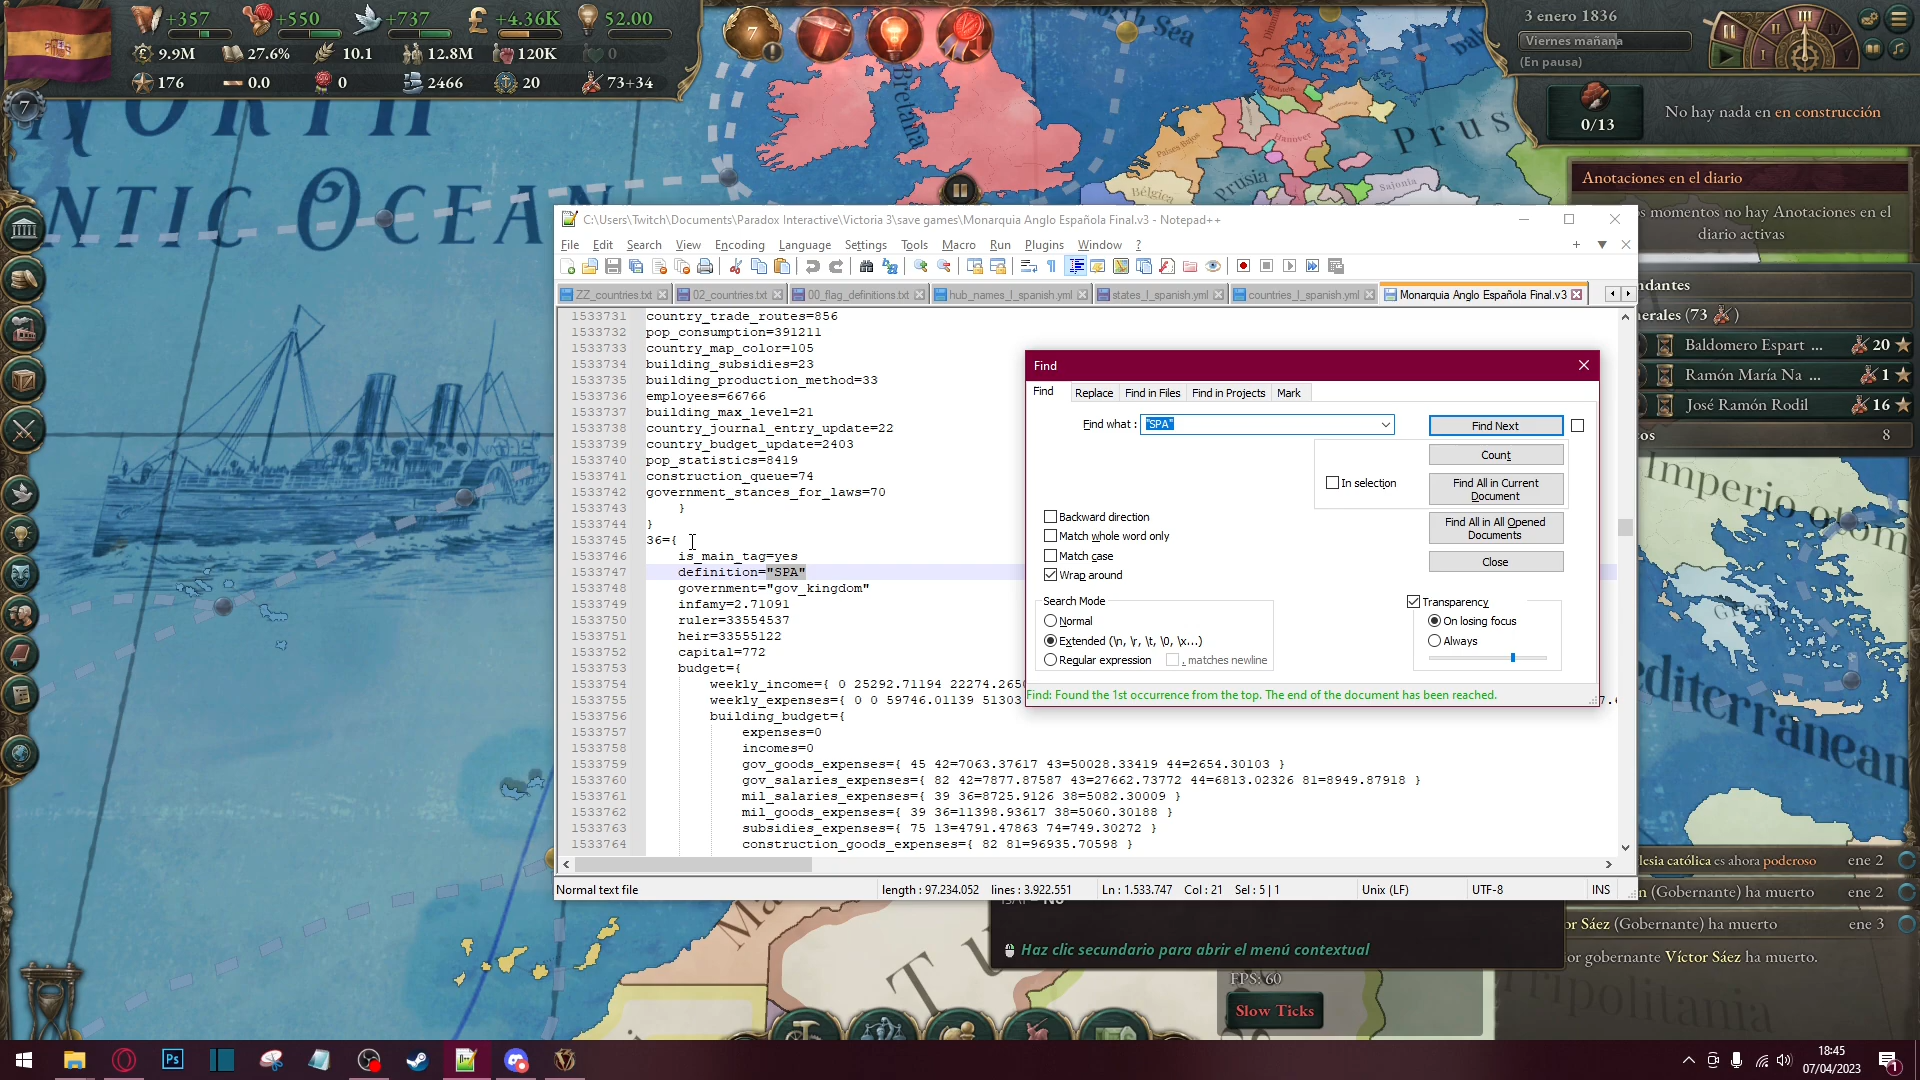 +357
+550
+737
+4.36K
52.00
9.9M
27.6%
10.1
12.8M
120K
0
176
0.0
0
2466
20
73+34
7
7
3 enero 1836
Viernes mañana
(En pausa)
0/13
No hay nada en en construcción
Anotaciones en el diario
s momentos no hay Anotaciones en el
diario activas
ndantes
nerales (73
Baldomero Espart ... 20
Ramón María Na ... 1
José Ramón Rodil 16
os 8
NORTH
NTIC OCEAN
North Sea
Bretaña
Países Bajos
Hannover
Prus
Bélgica
Prusia
Sajonia
Imperio otom
Grecia
editerranean
Tripolitania
C:\Users\Twitch\Documents\Paradox Interactive\Victoria 3\save games\Monarquia Anglo Española Final.v3 - Notepad++
File Edit Search View Encoding Language Settings Tools Macro Run Plugins Window ?
ZZ_countries.txt 02_countries.txt 00_flag_definitions.txt hub_names_l_spanish.yml states_l_spanish.yml countries_l_spanish.yml Monarquia Anglo Española Final.v3
1533731 country_trade_routes=856
1533732 pop_consumption=391211
1533733 country_map_color=105
1533734 building_subsidies=23
1533735 building_production_method=33
1533736 employees=66766
1533737 building_max_level=21
1533738 country_journal_entry_update=22
1533739 country_budget_update=2403
1533740 pop_statistics=8419
1533741 construction_queue=74
1533742 government_stances_for_laws=70
1533743 }
1533744 }
1533745 36={
1533746 is_main_tag=yes
1533747 definition="SPA"
1533748 government="gov_kingdom"
1533749 infamy=2.71091
1533750 ruler=33554537
1533751 heir=33555122
1533752 capital=772
1533753 budget={
1533754 weekly_income={ 0 25292.71194 22274.265
1533755 weekly_expenses={ 0 0 59746.01139 51303
1533756 building_budget={
1533757 expenses=0
1533758 incomes=0
1533759 gov_goods_expenses={ 45 42=7063.37617 43=50028.33419 44=2654.30103 }
1533760 gov_salaries_expenses={ 82 42=7877.87587 43=27662.73772 44=6813.02326 81=8949.87918 }
1533761 mil_salaries_expenses={ 39 36=8725.9126 38=5082.30009 }
1533762 mil_goods_expenses={ 39 36=11398.93617 38=5060.30188 }
1533763 subsidies_expenses={ 75 13=4791.47863 74=749.30272 }
1533764 construction_goods_expenses={ 82 81=96935.70598 }
Find
Find Replace Find in Files Find in Projects Mark
Find what : "SPA"
Find Next
Count
In selection
Find All in Current
Document
Find All in All Opened
Documents
Close
Backward direction
Match whole word only
Match case
Wrap around
Search Mode
Normal
Extended (\n, \r, \t, \0, \x...)
Regular expression . matches newline
Transparency
On losing focus
Always
Find: Found the 1st occurrence from the top. The end of the document has been reached.
Normal text file length : 97.234.052 lines : 3.922.551 Ln : 1.533.747 Col : 21 Sel : 5 | 1 Unix (LF) UTF-8 INS
Haz clic secundario para abrir el menú contextual
FPS: 60
Slow Ticks
lesia católica es ahora poderoso ene 2
n (Gobernante) ha muerto ene 2
or Sáez (Gobernante) ha muerto ene 3
or gobernante Víctor Sáez ha muerto.
Ps
18:45
07/04/2023
1